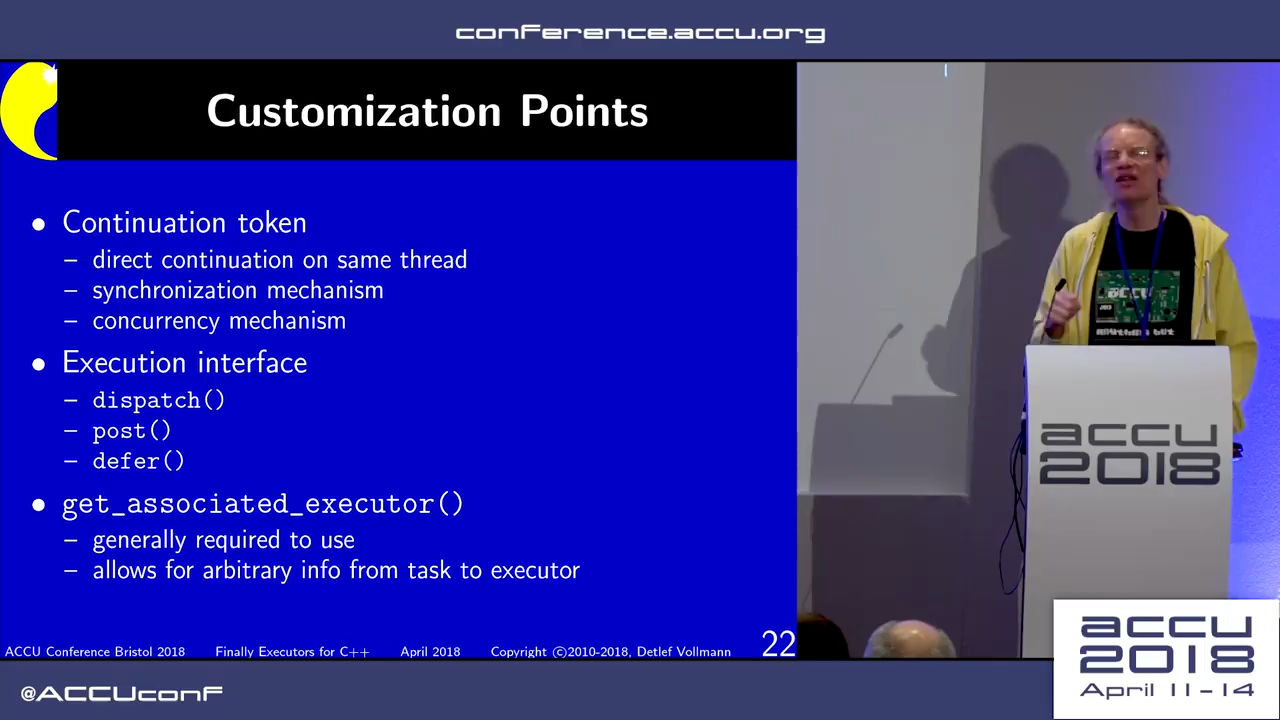 conference.accu.org
Customization Points
• Continuation token
– direct continuation on same thread
– synchronization mechanism
– concurrency mechanism
• Execution interface
– dispatch()
– post()
– defer()
• get_associated_executor()
– generally required to use
– allows for arbitrary info from task to executor
ACCU Conference Bristol 2018 Finally Executors for C++ April 2018 Copyright ©2010-2018, Detlef Vollmann 22
accu
anything but
accu
2018
accu
2018
April 11-14
@ACCUconf